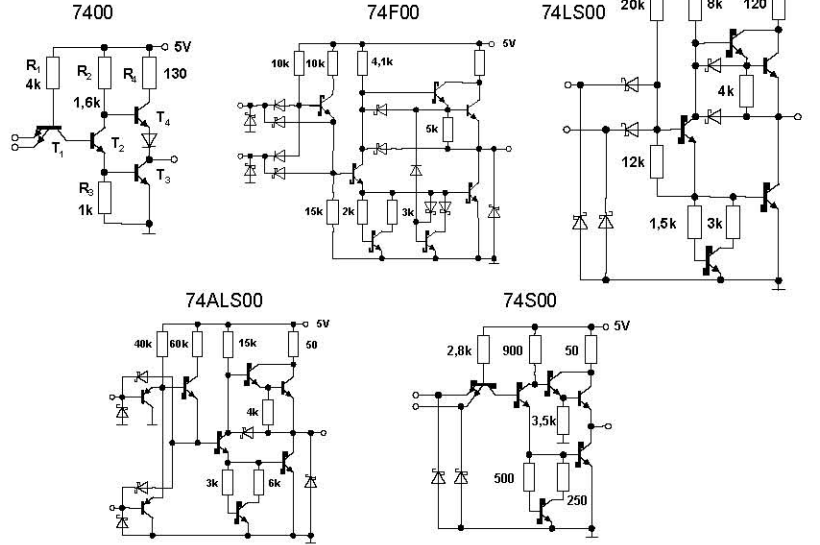 7400
5V
R1
4k
R2
1,6k
R4
130
T4
T1
T2
T3
R3
1k
74F00
5V
10k
10k
4,1k
5k
15k
2k
3k
74LS00
20k
8k
120
4k
12k
1,5k
3k
74ALS00
5V
40k
60k
15k
50
4k
3k
6k
74S00
5V
2,8k
900
50
3,5k
500
250